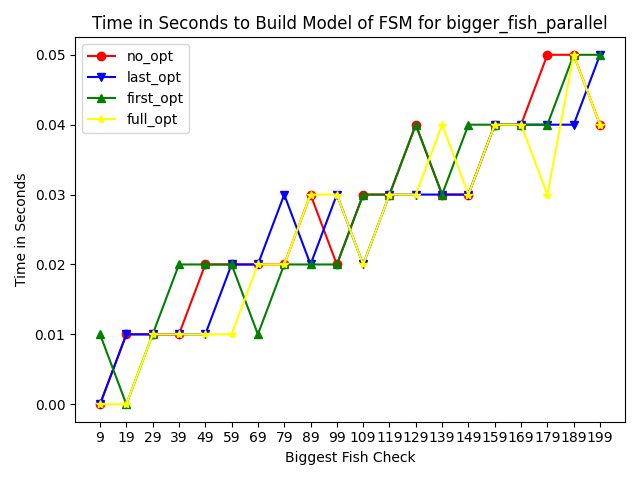 Time in Seconds to Build Model of FSM for bigger_fish_parallel
no_opt
last_opt
first_opt
full_opt
Time in Seconds
0.05
0.04
0.03
0.02
0.01
0.00
9 19 29 39 49 59 69 79 89 99 109 119 129 139 149 159 169 179 189 199
Biggest Fish Check